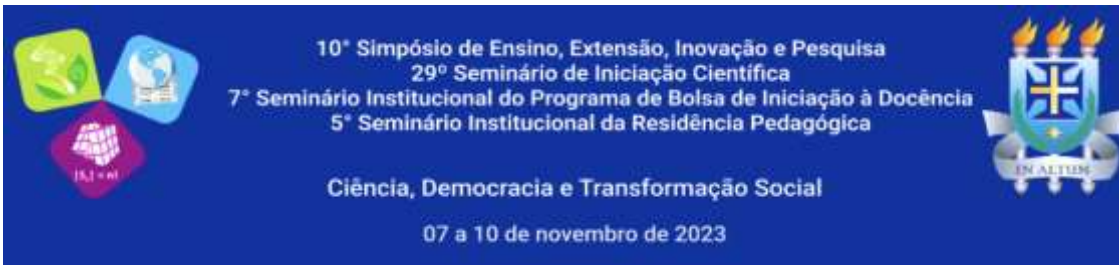 10° Simpósio de Ensino, Extensão, Inovação e Pesquisa
29º Seminário de Iniciação Científica
7° Seminário Institucional do Programa de Bolsa de Iniciação à Docência
5° Seminário Institucional da Residência Pedagógica
Ciência, Democracia e Transformação Social
07 a 10 de novembro de 2023
|Sₙ| = n!
IN ALTUM